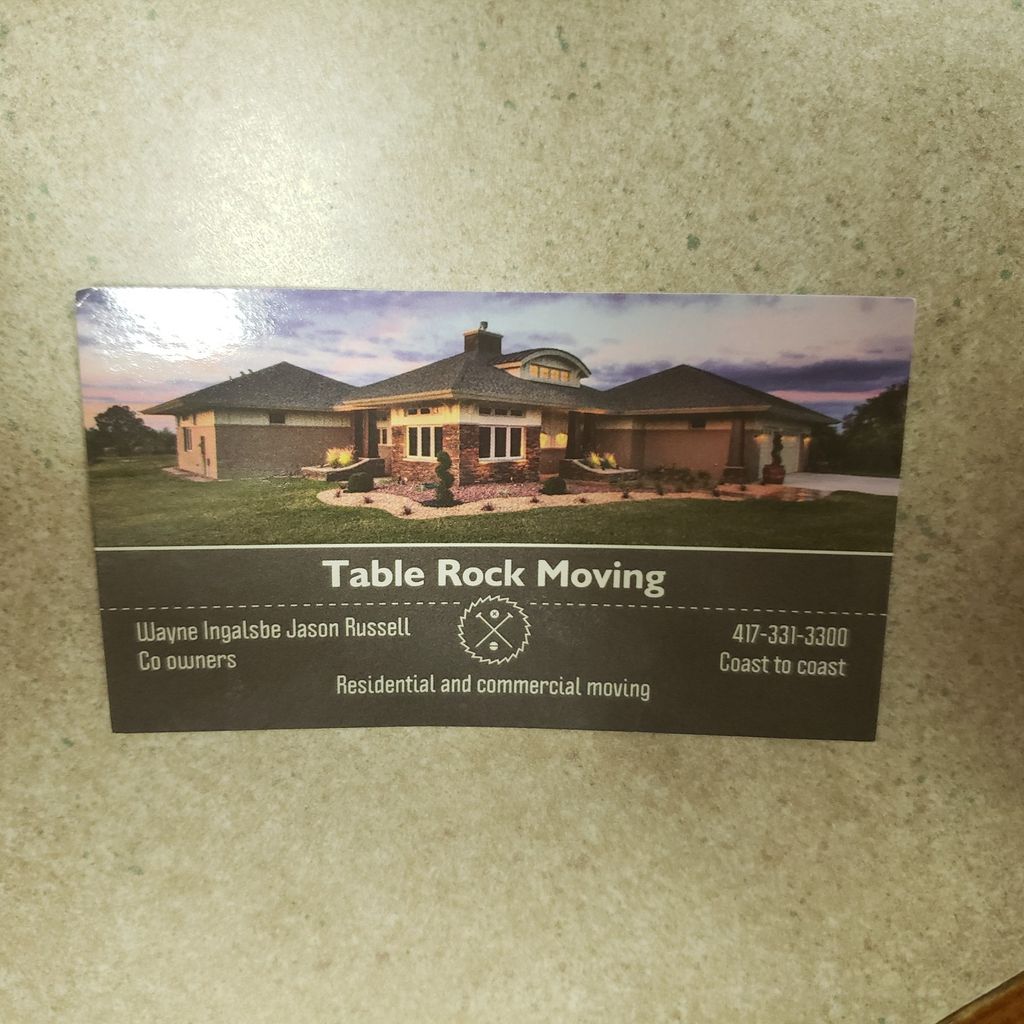 Table Rock Moving
Wayne Ingalsbe Jason Russell
Co owners
417-331-3300
Coast to coast
Residential and commercial moving